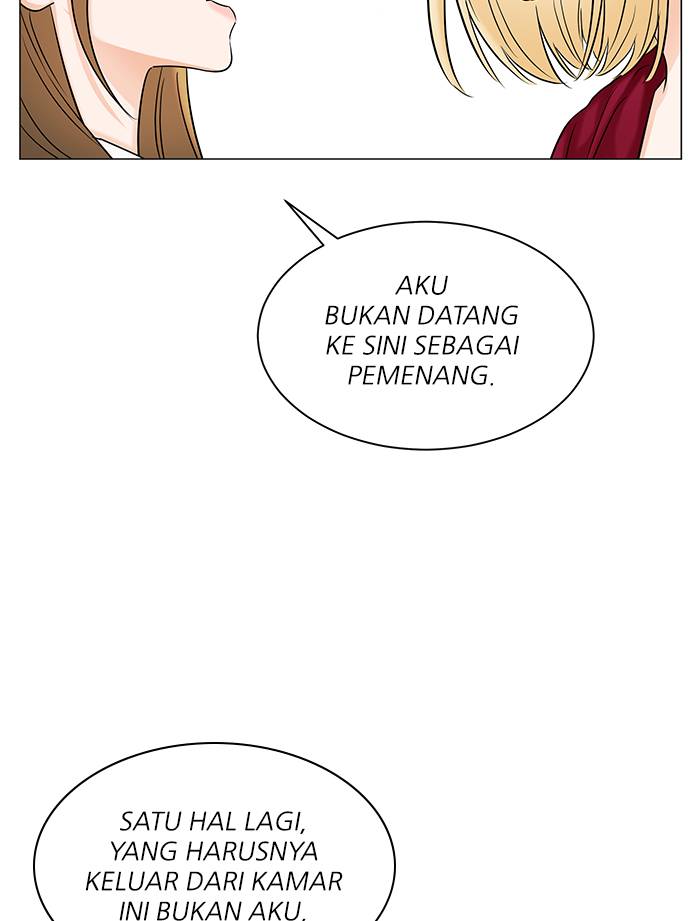 AKU
BUKAN DATANG
KE SINI SEBAGAI
PEMENANG.
SATU HAL LAGI,
YANG HARUSNYA
KELUAR DARI KAMAR
INI BUKAN AKU,